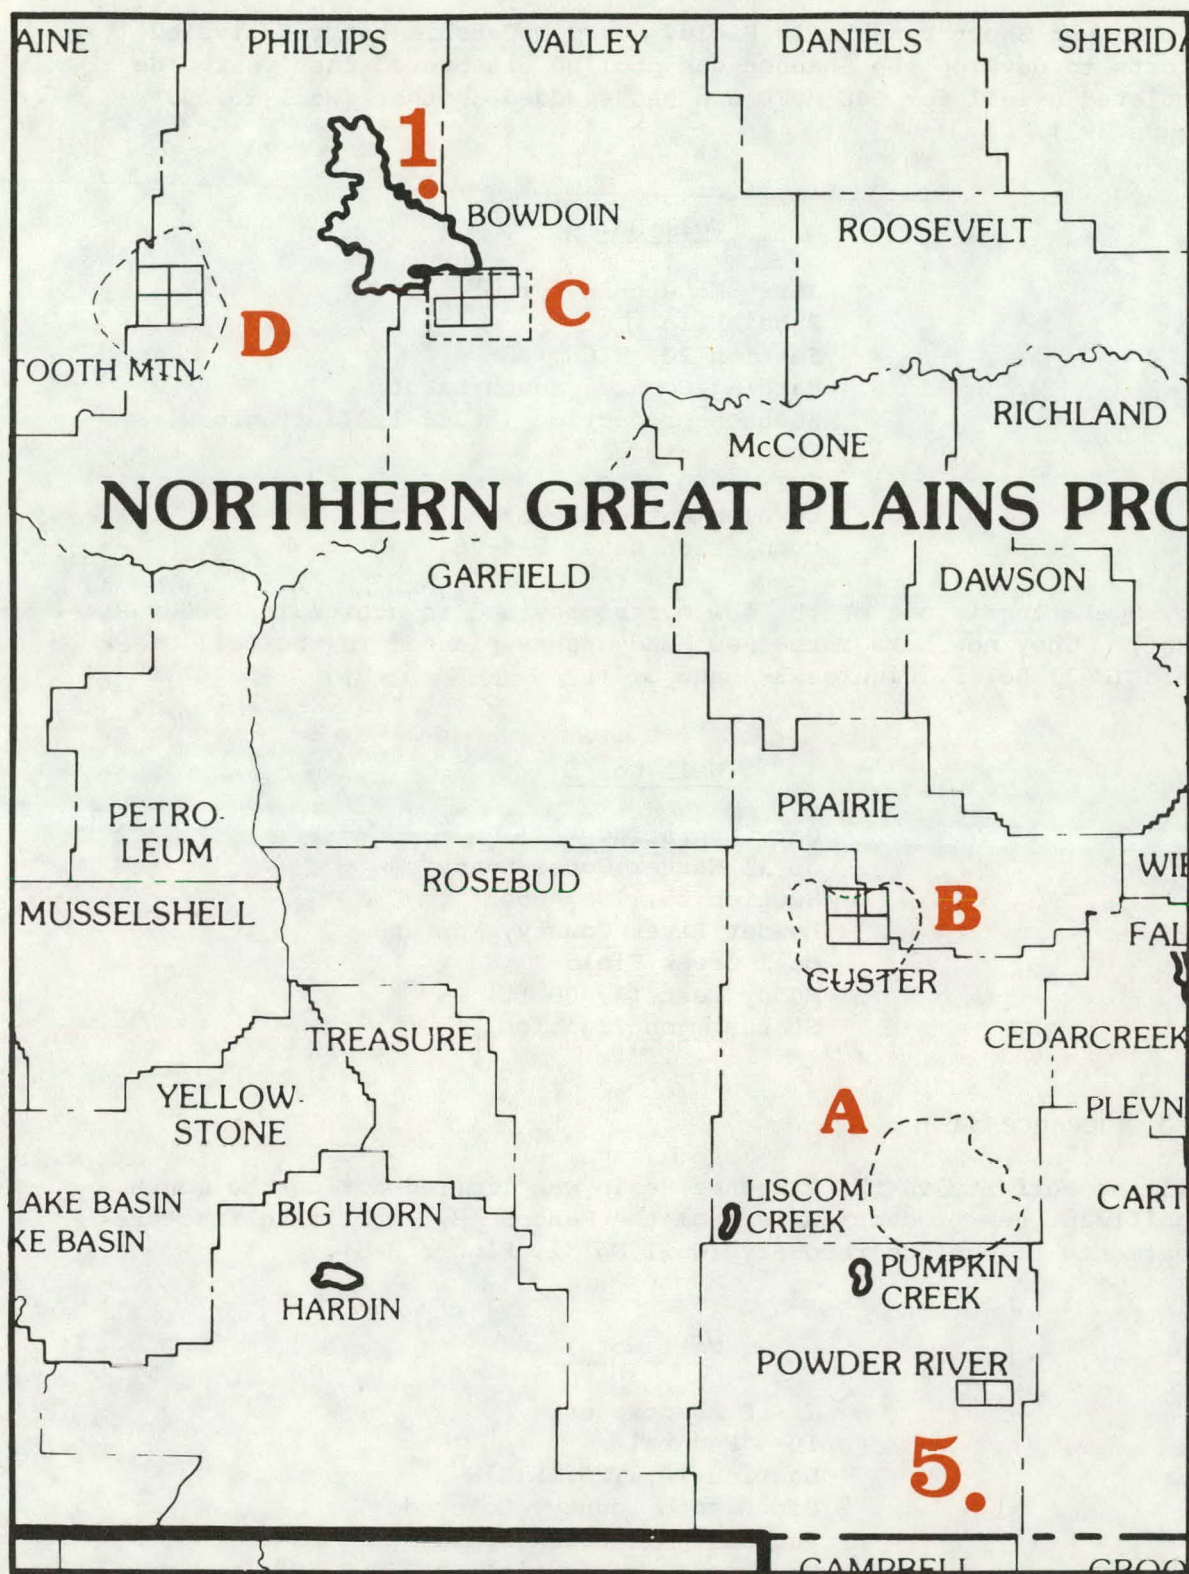 AINE
PHILLIPS
VALLEY
DANIELS
SHERIDA
1.
BOWDOIN
ROOSEVELT
C
D
TOOTH MTN.
RICHLAND
McCONE
NORTHERN GREAT PLAINS PRO
GARFIELD
DAWSON
PETRO-
LEUM
PRAIRIE
ROSEBUD
WIB
MUSSELSHELL
B
FAL
CUSTER
TREASURE
CEDARCREEK
YELLOW-
STONE
A
PLEVN
LISCOM
CREEK
CART
AKE BASIN
KE BASIN
BIG HORN
PUMPKIN
CREEK
HARDIN
POWDER RIVER
5.
CAMPBELL
CROO